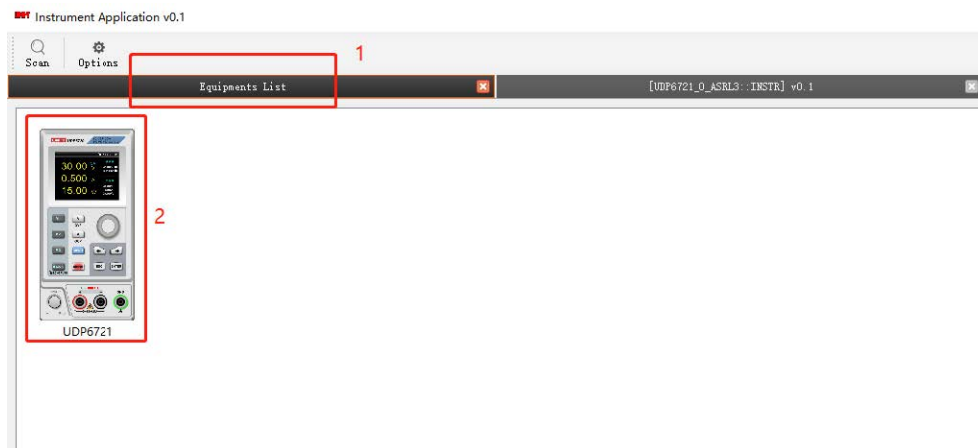 Instrument Application v0.1
Scan Options
1
Equipments List
[UDP6721_0_ASRL3::INSTR] v0.1
30.00
0.500
15.00
2
UDP6721